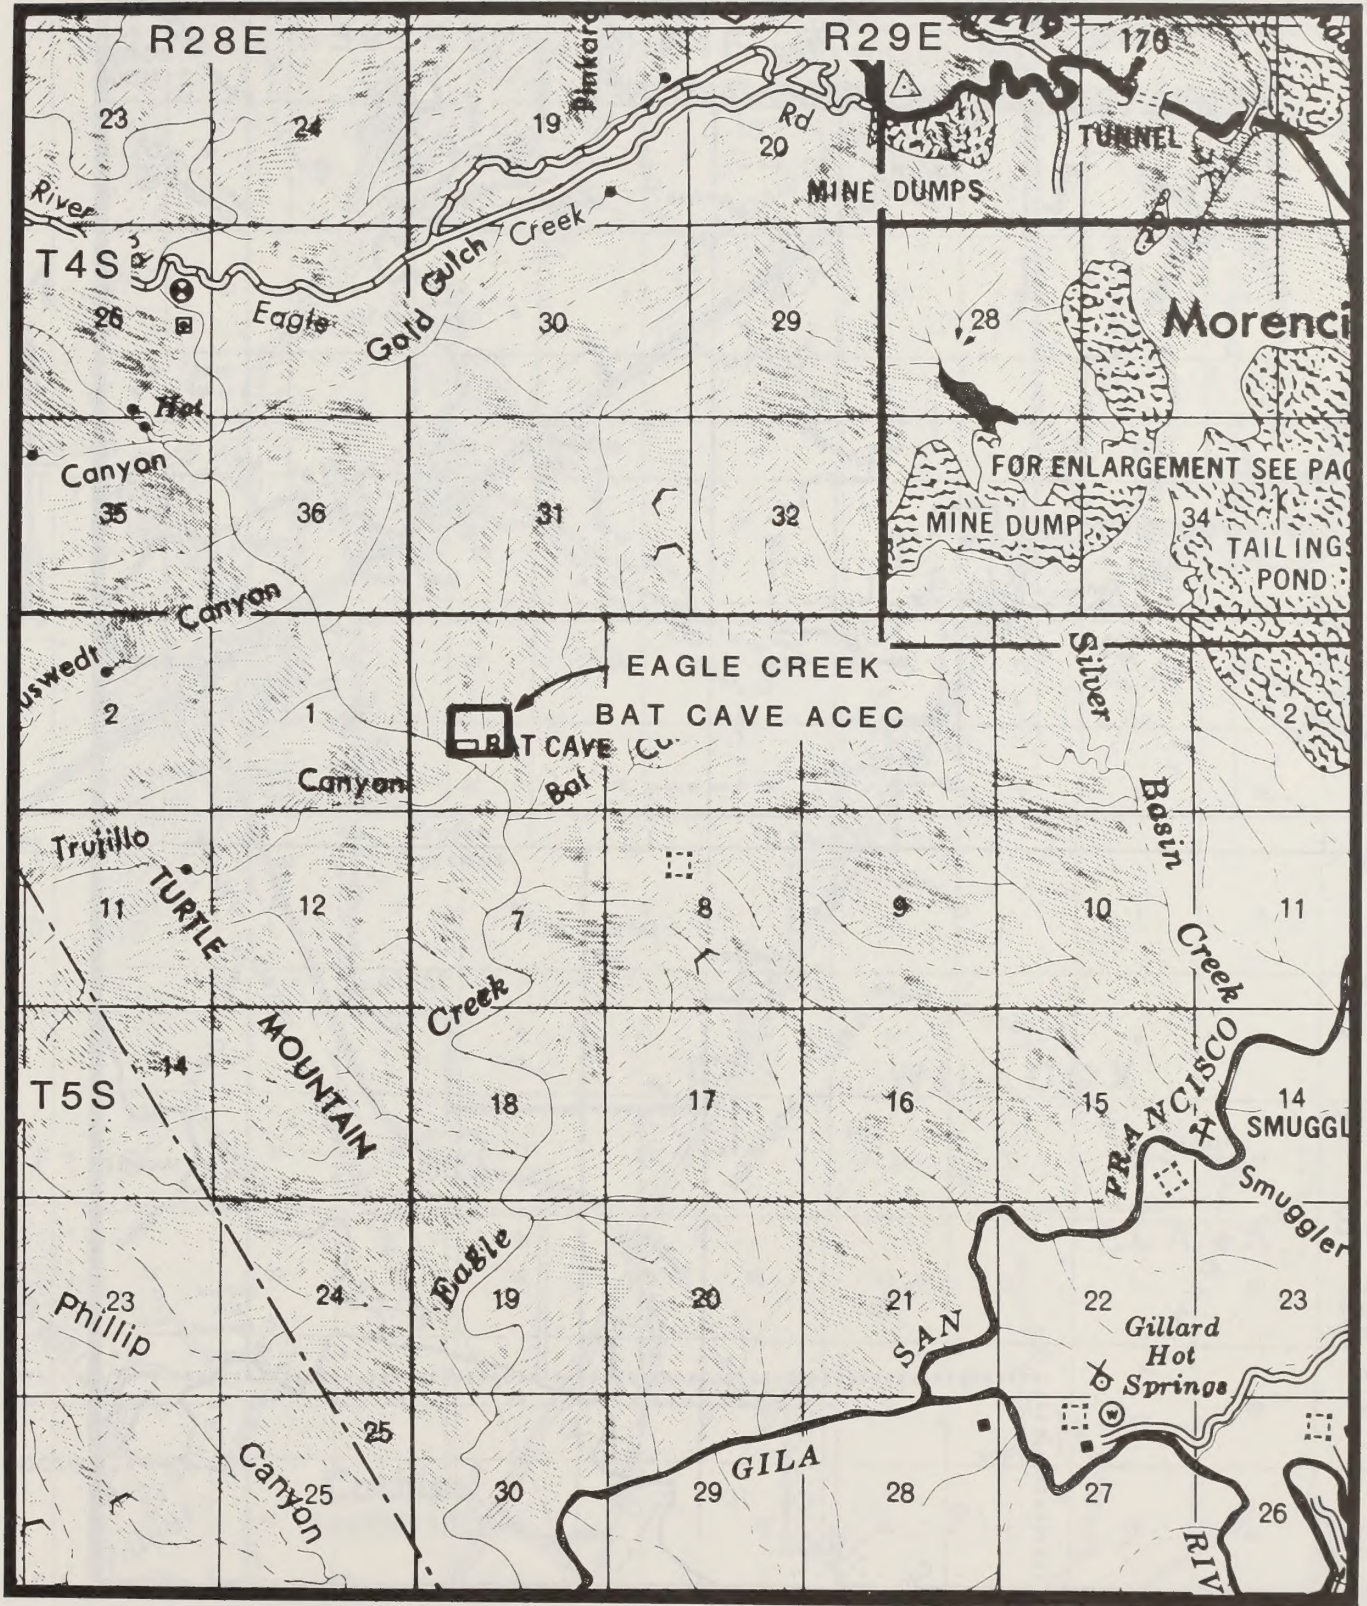 R28E
R29E
176
23
24
19
Rd
20
TUNNEL
MINE DUMPS
River
T4S
Gold Gulch
Creek
26
Eagle
30
29
28
Morenci
Hot
Canyon
FOR ENLARGEMENT SEE PAG
35
36
31
32
MINE DUMP
34
TAILINGS
POND
Canyon
EAGLE CREEK
BAT CAVE ACEC
Silver
2
1
BAT CAVE
2
Canyon
Bat
Basin
Trujillo
TURTLE
11
12
7
8
9
10
11
Creek
Creek
MOUNTAIN
14
T5S
18
17
16
15
14
FRANCISCO
SMUGGL
Smuggler
Eagle
23
24
19
20
21
22
23
Phillip
SAN
Gillard
Hot
Springs
W
25
Canyon
25
30
GILA
29
28
27
26
RIV